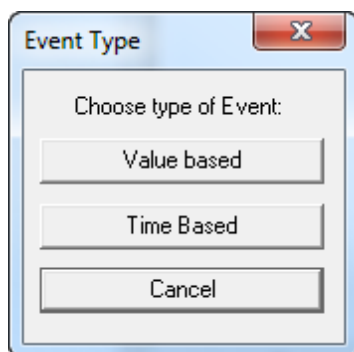 Event Type
Choose type of Event:
Value based
Time Based
Cancel